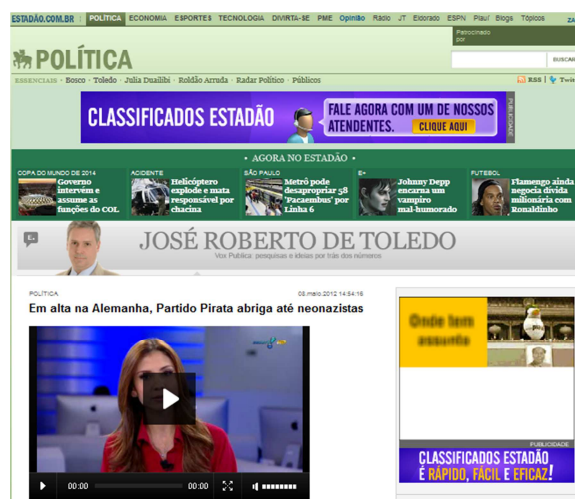 ESTADÃO.COM.BR | POLÍTICA ECONOMIA ESPORTES TECNOLOGIA DIVIRTA-SE PME Opinião Rádio JT Eldorado ESPN Piauí Blogs Tópicos ZA
Patrocinado
por
POLÍTICA
BUSCAR
ESSENCIAIS · Bosco · Toledo · Julia Duailibi · Roldão Arruda · Radar Político · Públicos
RSS | Twit
CLASSIFICADOS ESTADÃO
FALE AGORA COM UM DE NOSSOS
ATENDENTES. CLIQUE AQUI
PUBLICIDADE
• AGORA NO ESTADÃO •
COPA DO MUNDO DE 2014
Governo
intervém e
assume as
funções do COL
ACIDENTE
Helicóptero
explode e mata
responsável por
chacina
SÃO PAULO
Metrô pode
desapropriar 58
'Pacaembus' por
Linha 6
E+
Johnny Depp
encarna um
vampiro
mal-humorado
FUTEBOL
Flamengo ainda
negocia dívida
milionária com
Ronaldinho
JOSÉ ROBERTO DE TOLEDO
Vox Publica: pesquisas e ideias por trás dos números
POLÍTICA
08.maio.2012 14:54:16
Em alta na Alemanha, Partido Pirata abriga até neonazistas
00:00
00:00
Onde tem
assunto
PUBLICIDADE
CLASSIFICADOS ESTADÃO
É RÁPIDO, FÁCIL E EFICAZ!